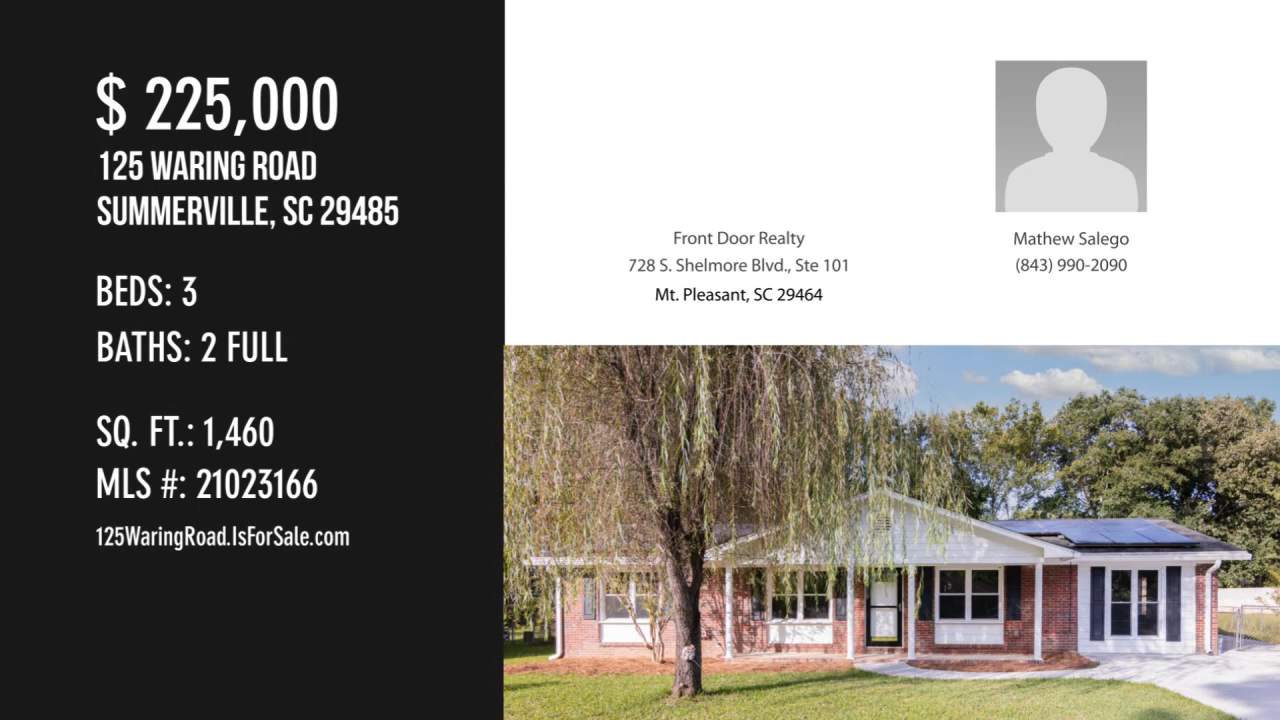 $ 225,000
125 WARING ROAD
SUMMERVILLE, SC 29485
BEDS: 3
BATHS: 2 FULL
SQ. FT.: 1,460
MLS #: 21023166
125WaringRoad.IsForSale.com
Front Door Realty
728 S. Shelmore Blvd., Ste 101
Mt. Pleasant, SC 29464
Mathew Salego
(843) 990-2090